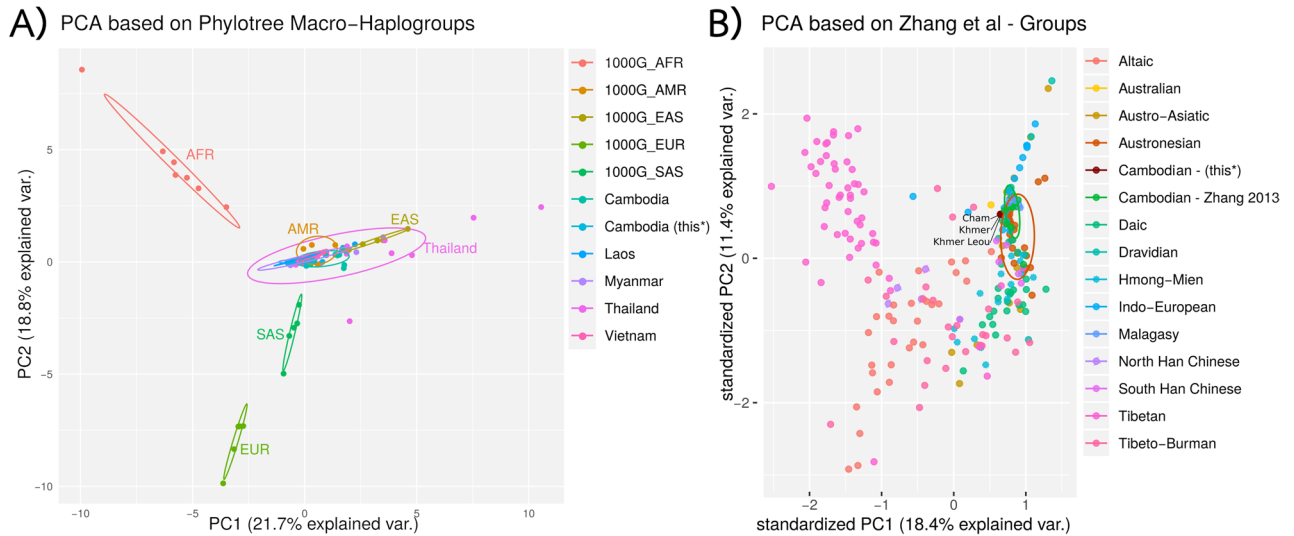 A) PCA based on Phylotree Macro−Haplogroups
PC2 (18.8% explained var.)
5
0
−5
−10
−10
−5
0
5
10
PC1 (21.7% explained var.)
AFR
AMR
EAS
Thailand
SAS
EUR
1000G_AFR
1000G_AMR
1000G_EAS
1000G_EUR
1000G_SAS
Cambodia
Cambodia (this*)
Laos
Myanmar
Thailand
Vietnam
B) PCA based on Zhang et al - Groups
standardized PC2 (11.4% explained var.)
2
0
−2
−2
−1
0
1
standardized PC1 (18.4% explained var.)
Cham
Khmer
Khmer Leou
Altaic
Australian
Austro−Asiatic
Austronesian
Cambodian - (this*)
Cambodian - Zhang 2013
Daic
Dravidian
Hmong−Mien
Indo−European
Malagasy
North Han Chinese
South Han Chinese
Tibetan
Tibeto−Burman